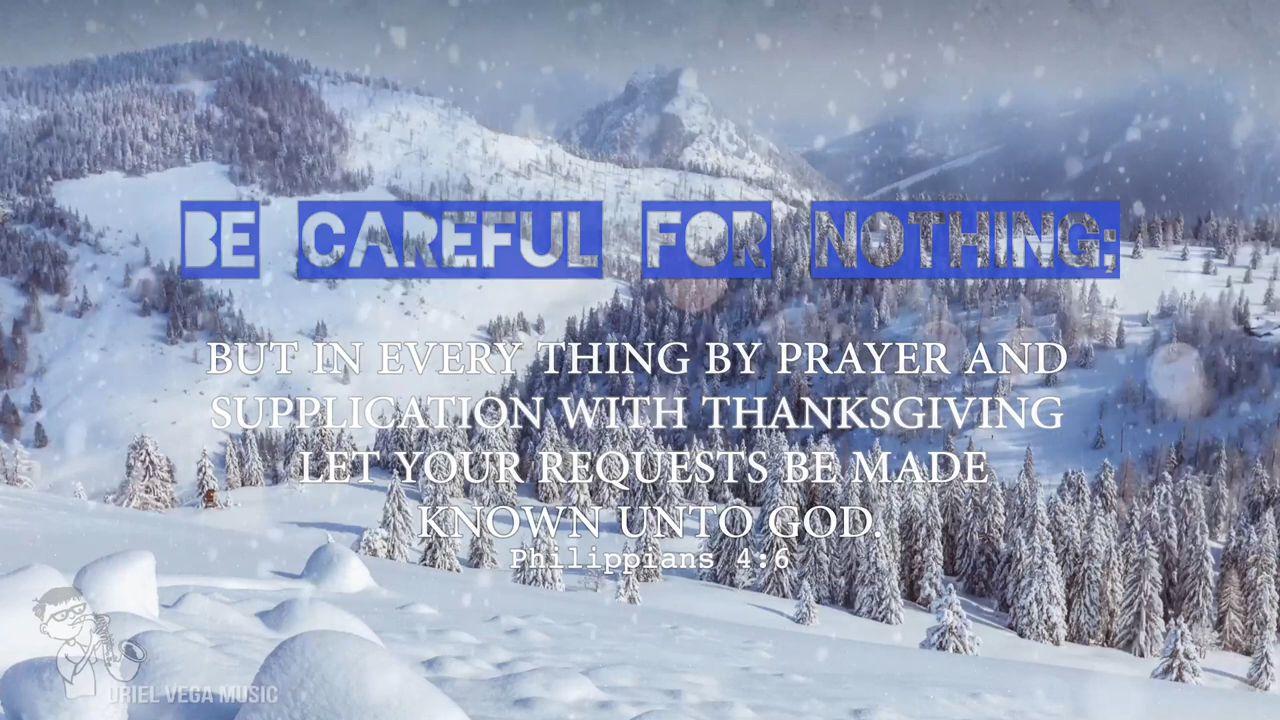 BE CAREFUL FOR NOTHING;
BUT IN EVERY THING BY PRAYER AND
SUPPLICATION WITH THANKSGIVING
LET YOUR REQUESTS BE MADE
KNOWN UNTO GOD.
Philippians 4:6
URIEL VEGA MUSIC